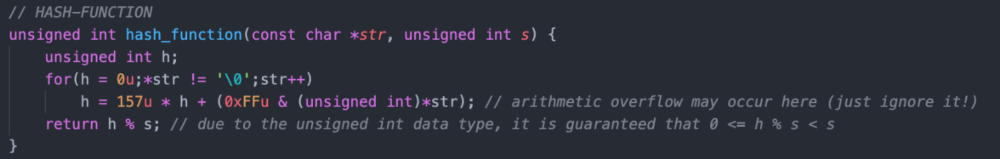 // HASH-FUNCTION
unsigned int hash_function(const char *str, unsigned int s) {
    unsigned int h;
    for(h = 0u;*str != '\0';str++)
        h = 157u * h + (0xFFu & (unsigned int)*str); // arithmetic overflow may occur here (just ignore it!)
    return h % s; // due to the unsigned int data type, it is guaranteed that 0 <= h % s < s
}